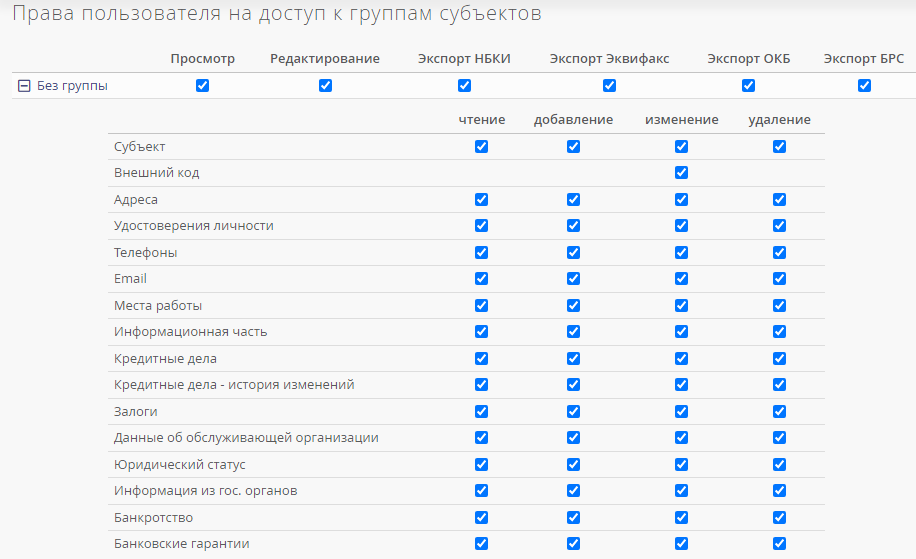 Права пользователя на доступ к группам субъектов
Просмотр Редактирование Экспорт НБКИ Экспорт Эквифакс Экспорт ОКБ Экспорт БРС
Без группы
чтение добавление изменение удаление
Субъект
Внешний код
Адреса
Удостоверения личности
Телефоны
Email
Места работы
Информационная часть
Кредитные дела
Кредитные дела - история изменений
Залоги
Данные об обслуживающей организации
Юридический статус
Информация из гос. органов
Банкротство
Банковские гарантии